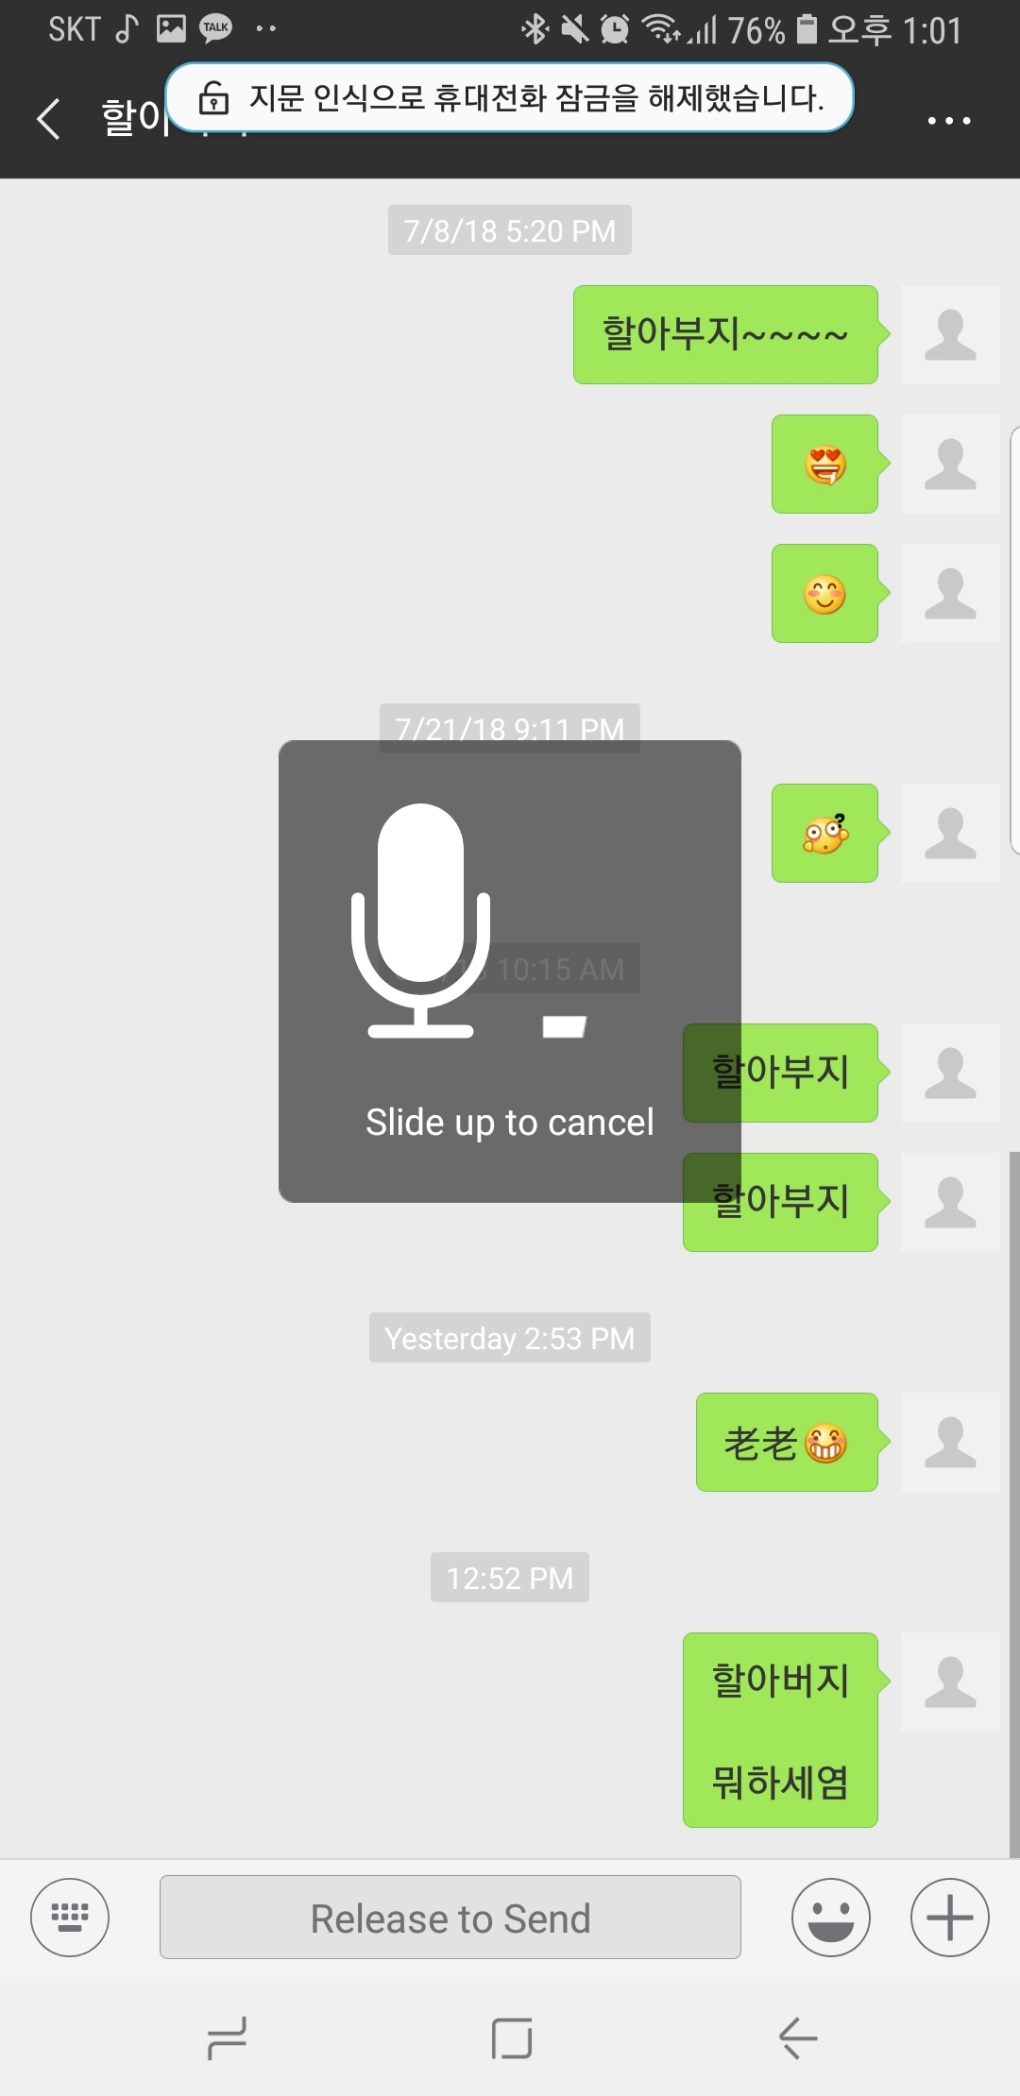 SKT
TALK
76%
오후 1:01
지문 인식으로 휴대전화 잠금을 해제했습니다.
7/8/18 5:20 PM
할아부지~~~~
7/21/18 9:11 PM
10:15 AM
할아부지
Slide up to cancel
할아부지
Yesterday 2:53 PM
老老
12:52 PM
할아버지
뭐하세염
Release to Send